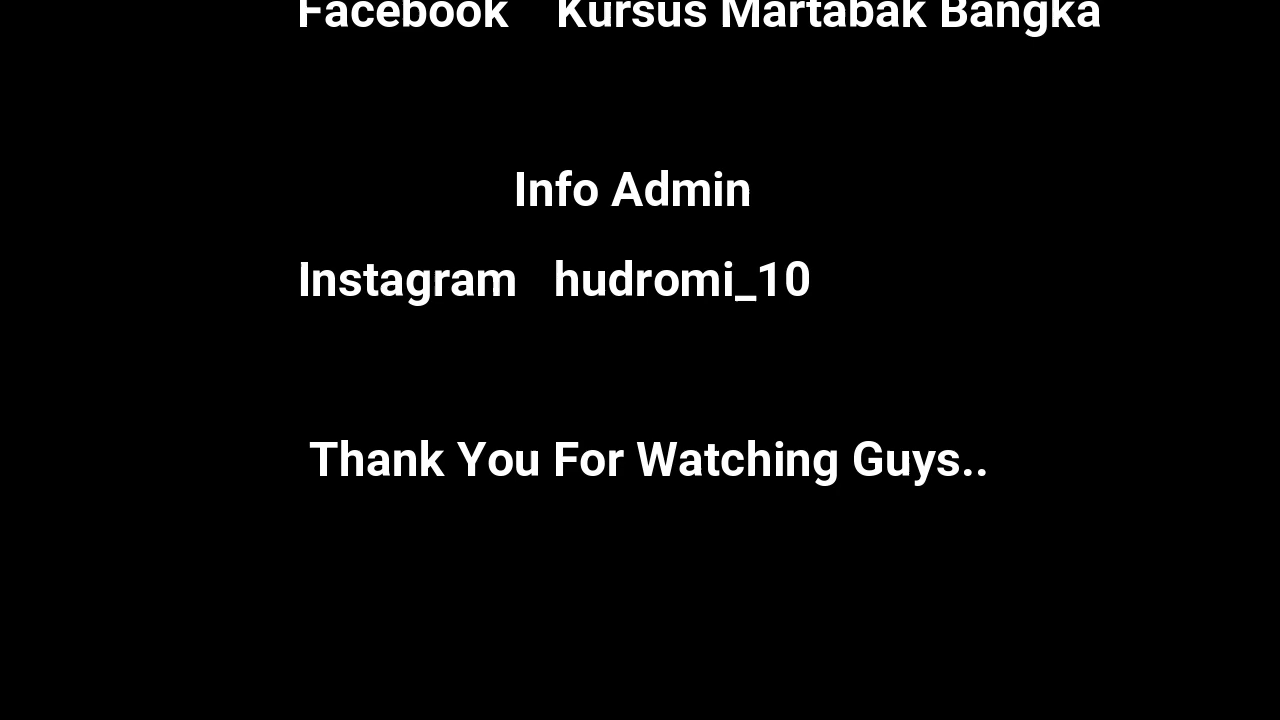 Facebook Kursus Martabak Bangka
Info Admin
Instagram hudromi_10
Thank You For Watching Guys..